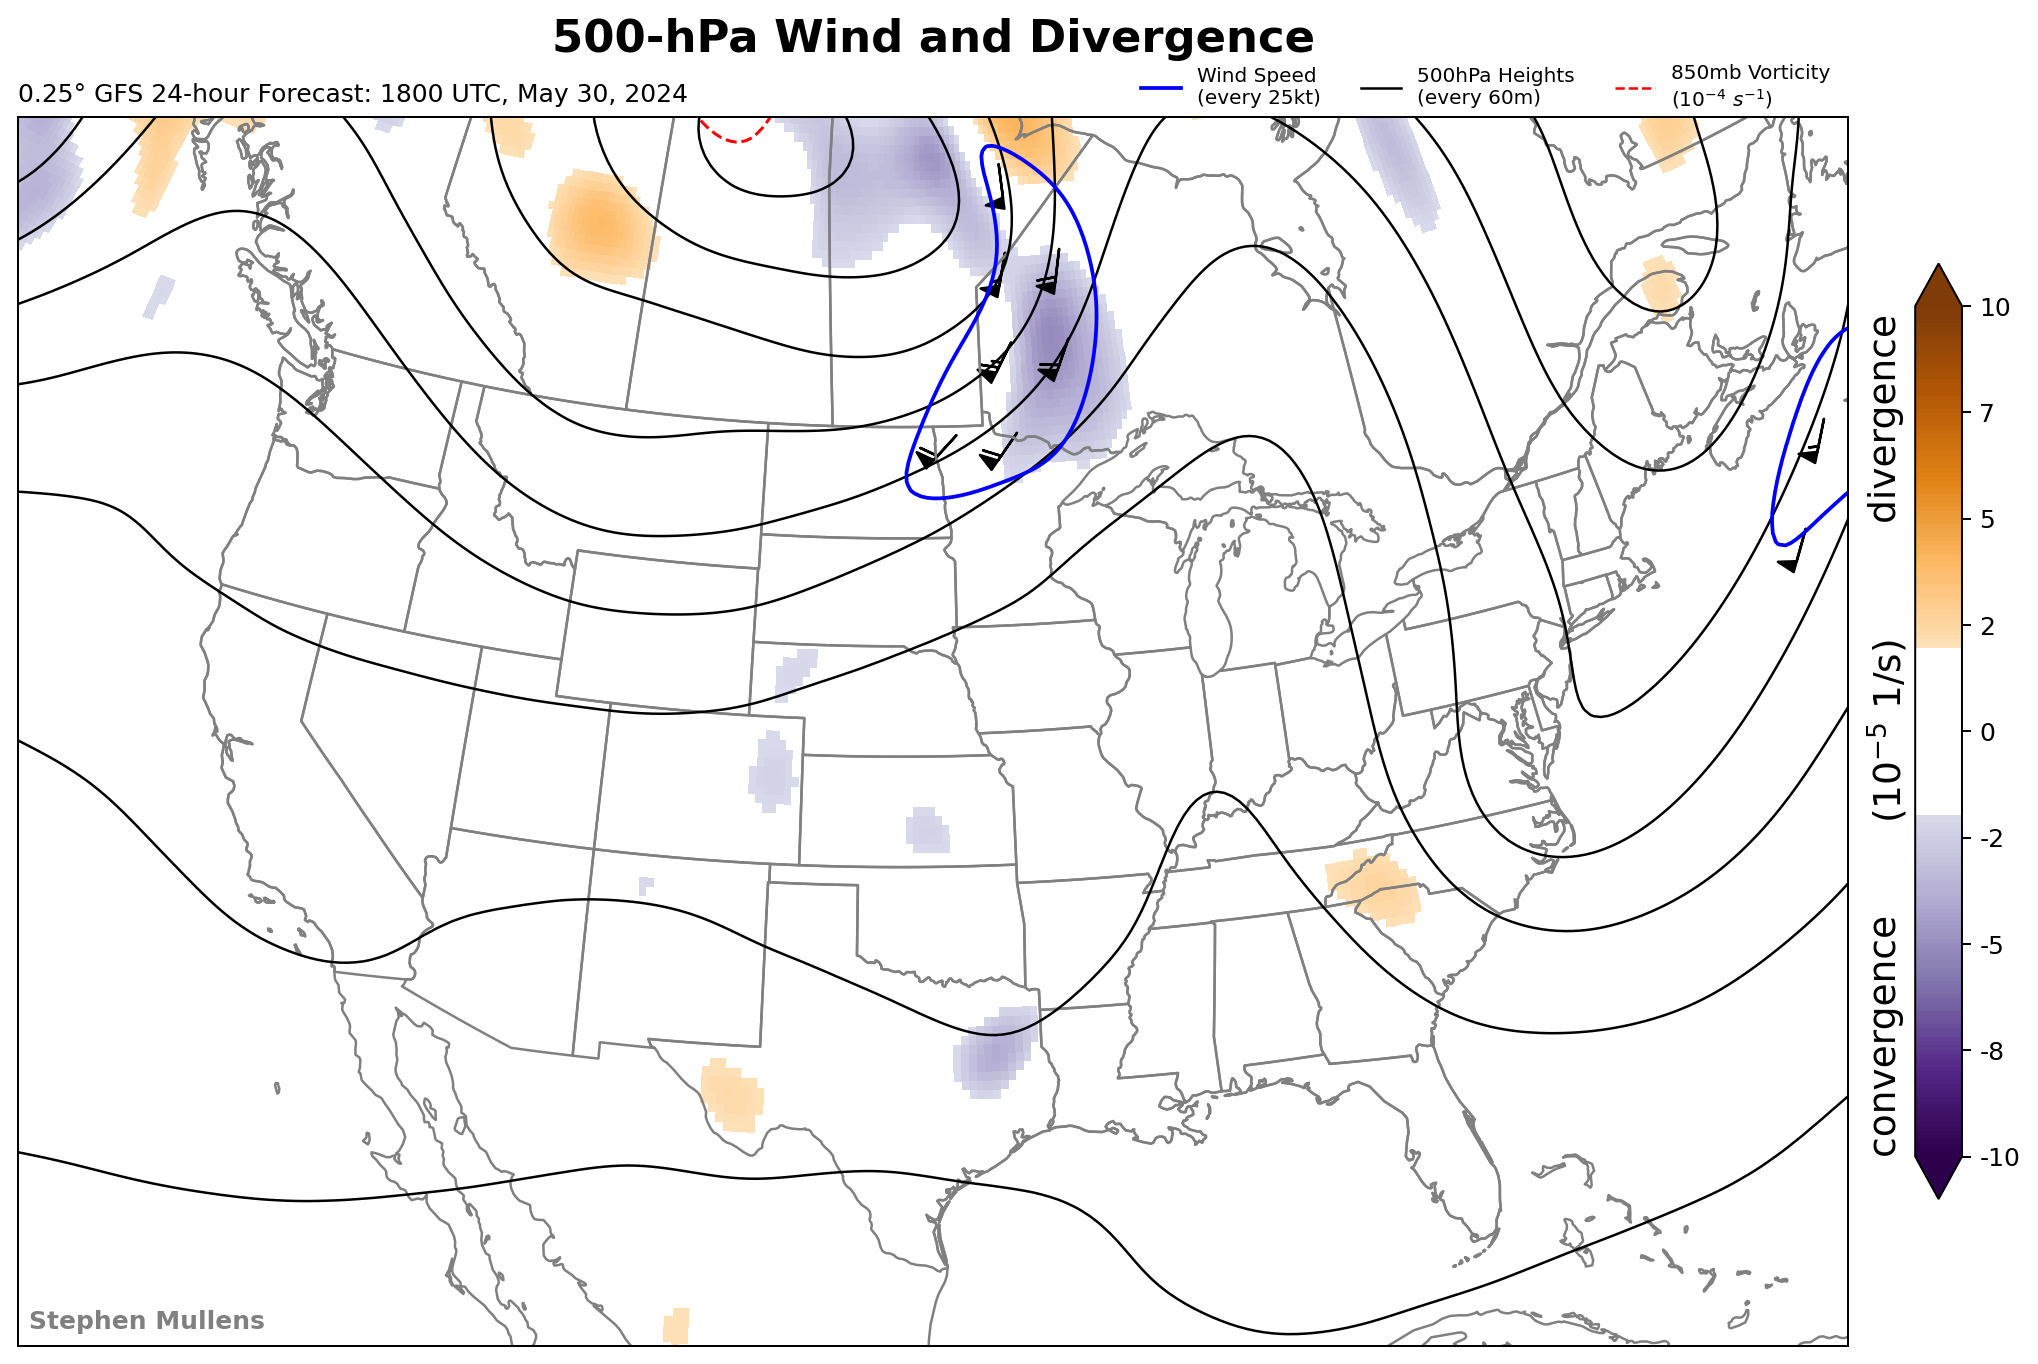 500-hPa Wind and Divergence
0.25° GFS 24-hour Forecast: 1800 UTC, May 30, 2024
Wind Speed
(every 25kt)
500hPa Heights
(every 60m)
850mb Vorticity
(10⁻⁴ s⁻¹)
10
7
5
2
0
-2
-5
-8
-10
convergence (10⁻⁵ 1/s) divergence
Stephen Mullens